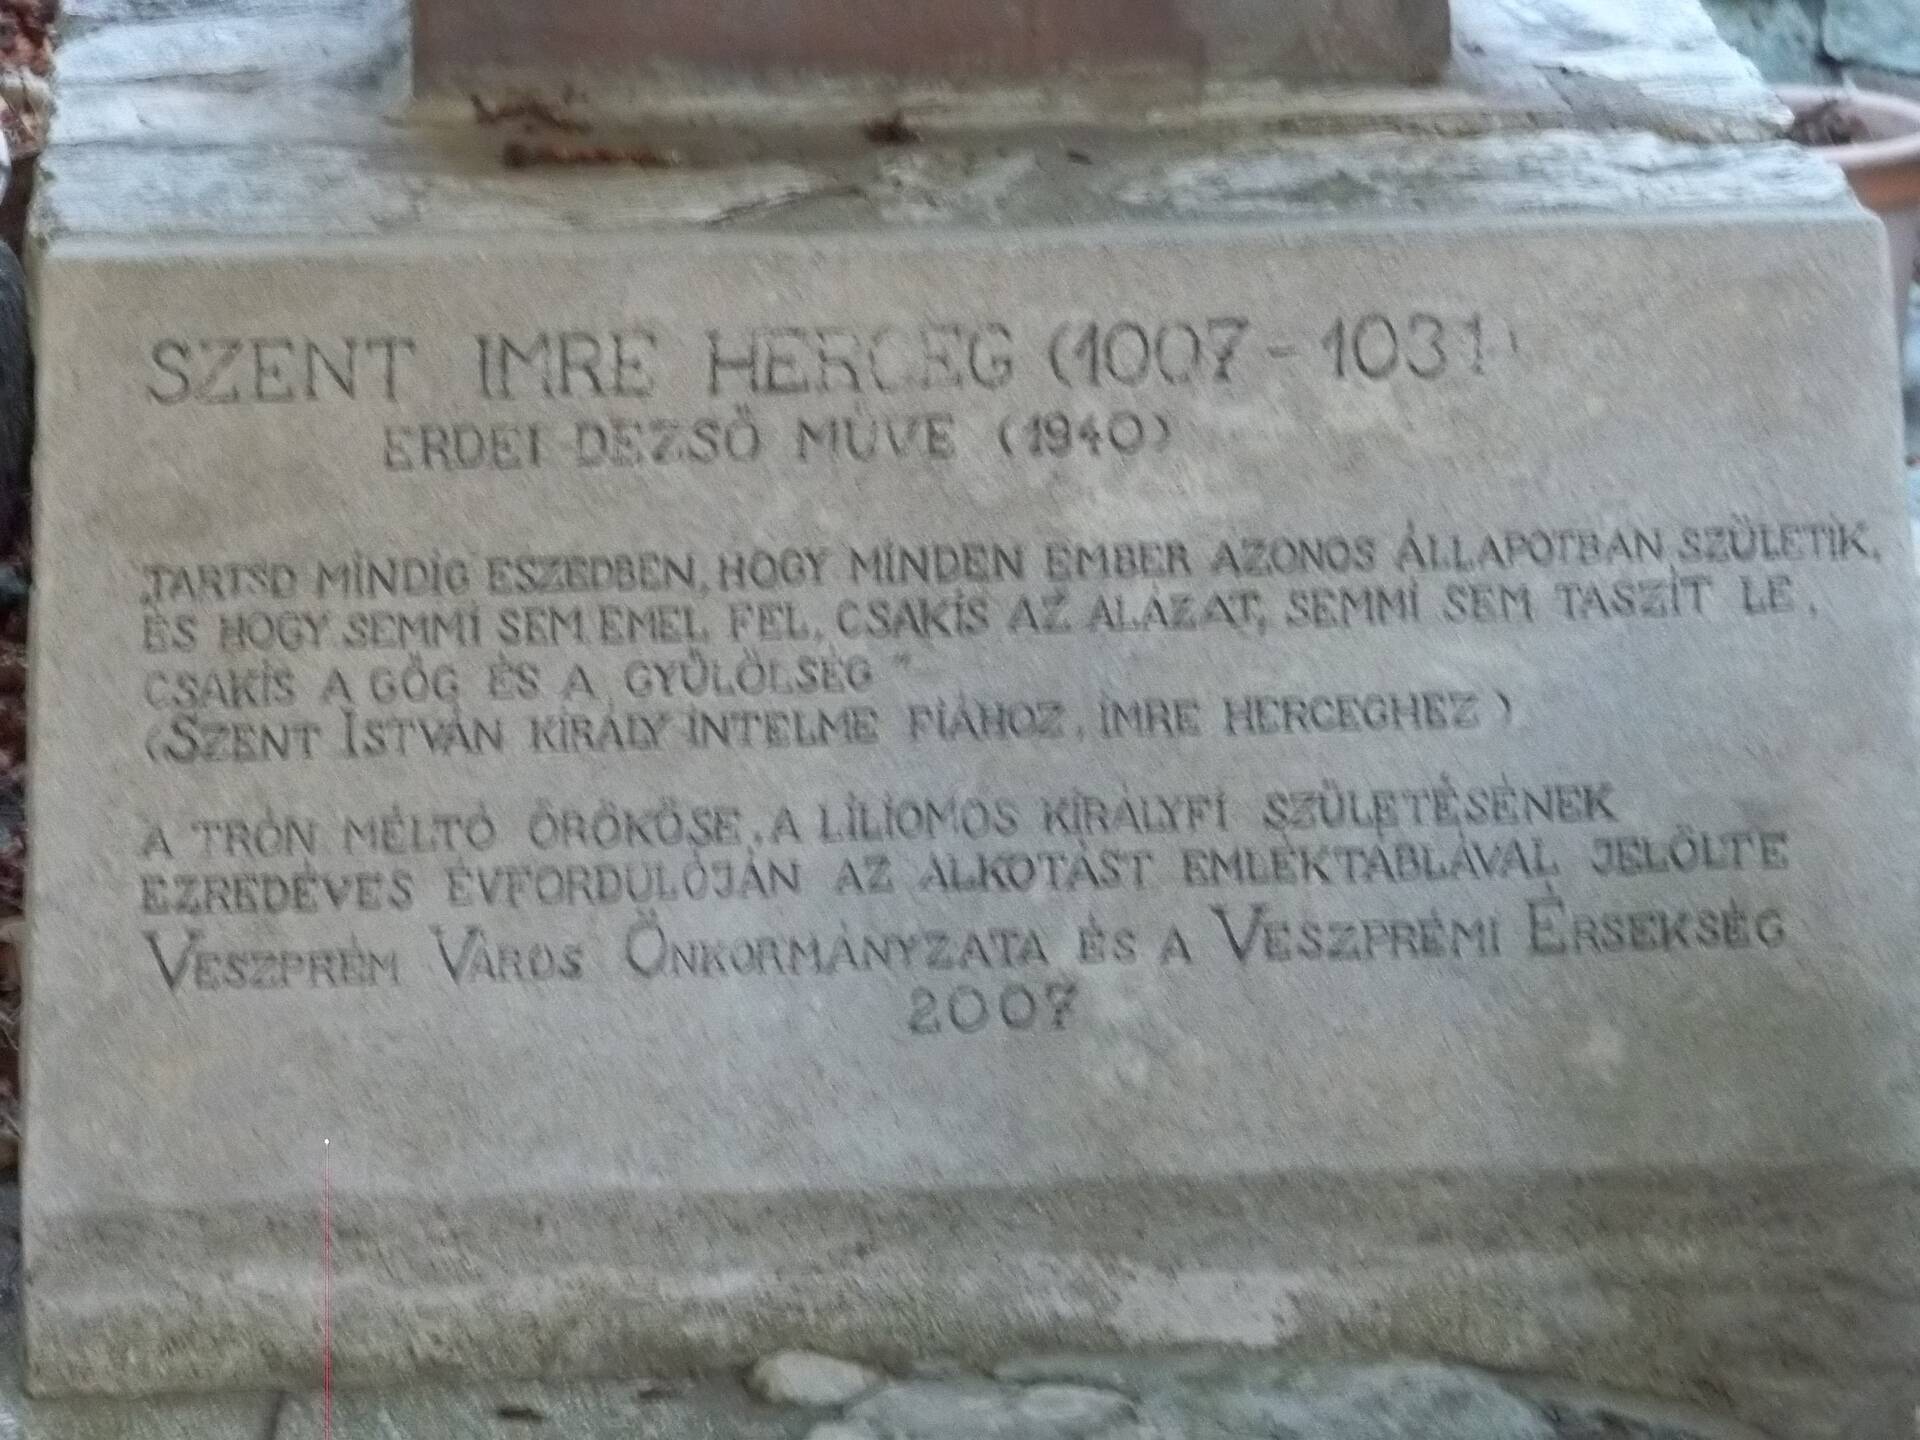 SZENT IMRE HERCEG (1007-1031)
ERDEI DEZSŐ MŰVE (1940)
„TARTSD MINDIG ESZEDBEN, HOGY MINDEN EMBER AZONOS ÁLLAPOTBAN SZÜLETIK,
ÉS HOGY SEMMI SEM EMEL FEL, CSAKIS AZ ALÁZAT, SEMMI SEM TASZÍT LE,
CSAKIS A GŐG ÉS A GYŰLÖLSÉG”
(SZENT ISTVÁN KIRÁLY INTELME FIÁHOZ, IMRE HERCEGHEZ)
A TRÓN MÉLTÓ ÖRÖKÖSE, A LILIOMOS KIRÁLYFI SZÜLETÉSÉNEK
EZREDÉVES ÉVFORDULÓJÁN AZ ALKOTÁST EMLÉKTÁBLÁVAL JELÖLTE
VESZPRÉM VÁROS ÖNKORMÁNYZATA ÉS A VESZPRÉMI ÉRSEKSÉG
2007